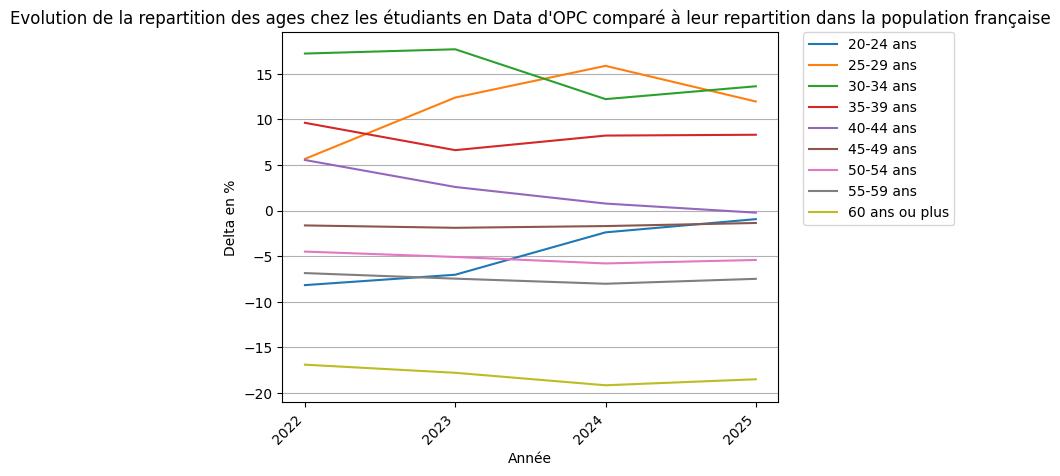 Evolution de la repartition des ages chez les étudiants en Data d'OPC comparé à leur repartition dans la population française
20-24 ans
25-29 ans
30-34 ans
35-39 ans
40-44 ans
45-49 ans
50-54 ans
55-59 ans
60 ans ou plus
Delta en %
15
10
5
0
−5
−10
−15
−20
2022
2023
2024
2025
Année